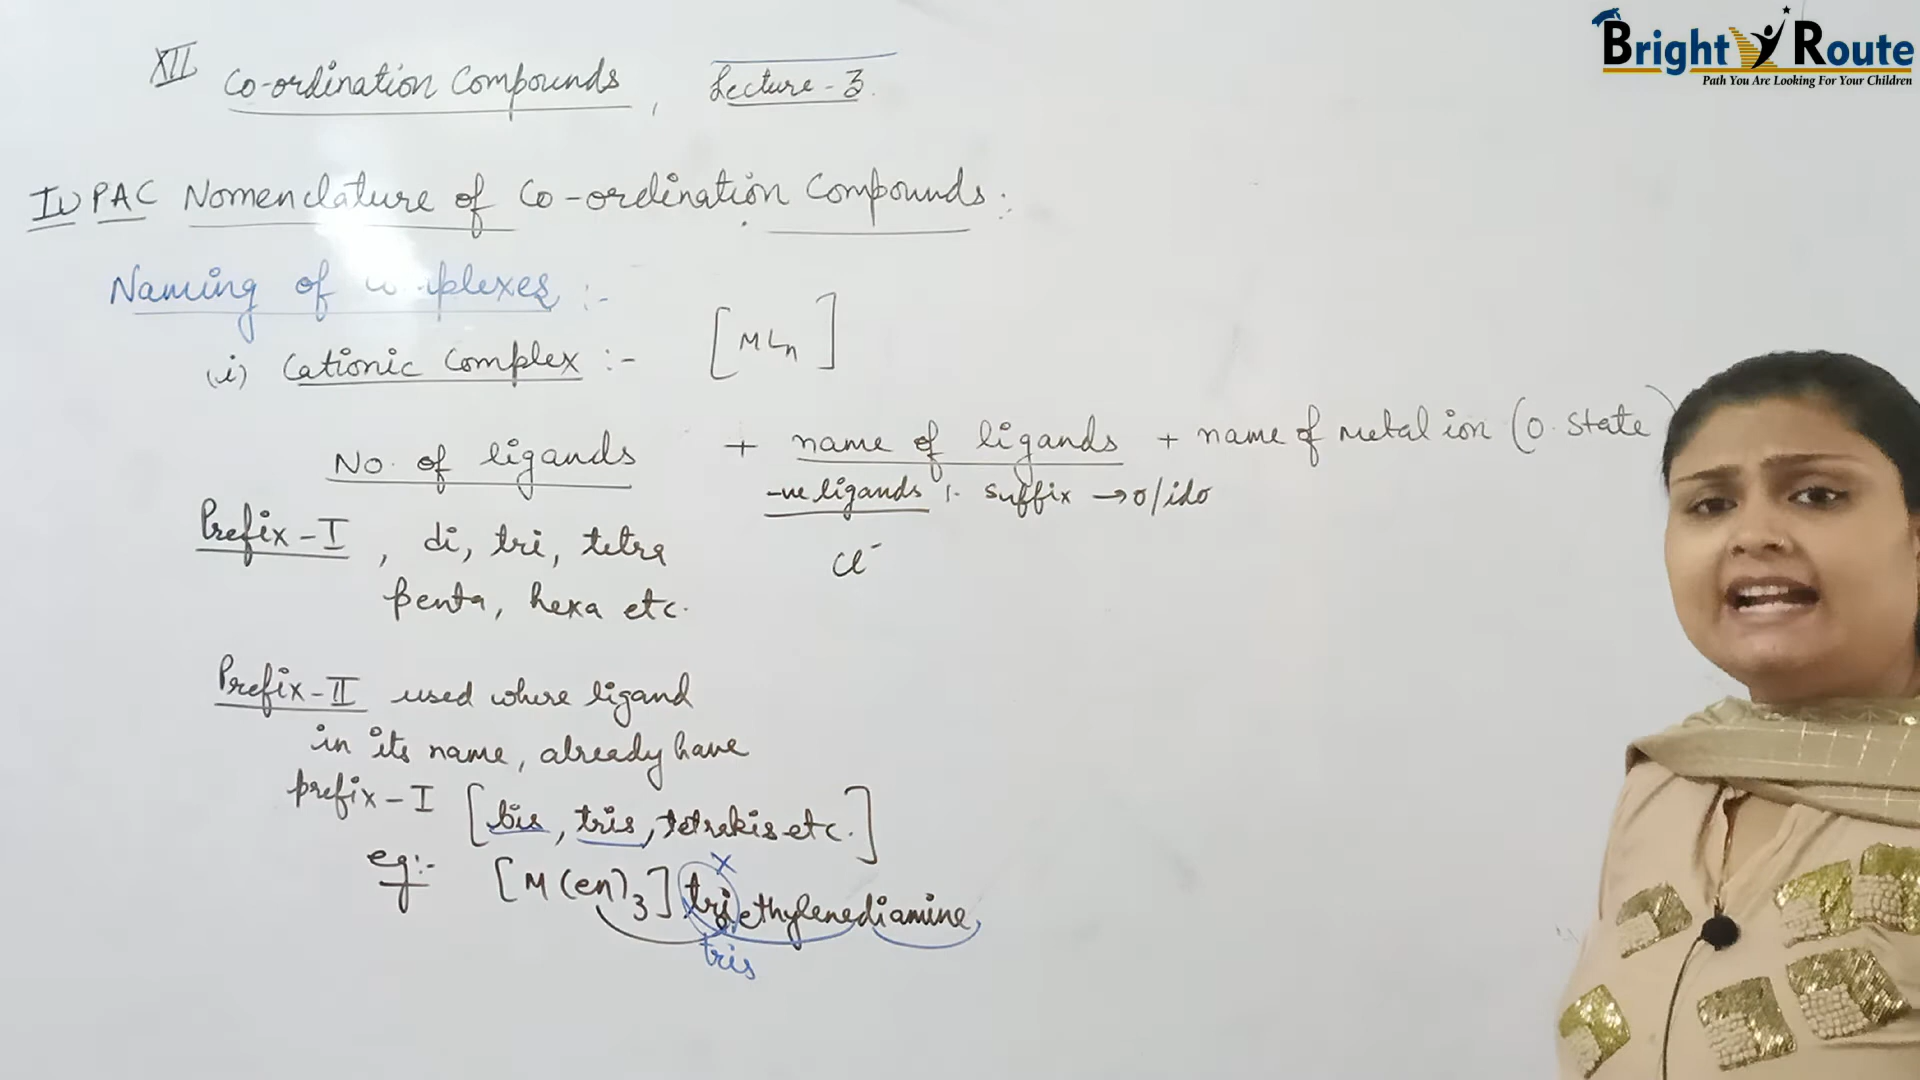 XII Co-ordination Compounds, Lecture-3.
Bright Route
Path You Are Looking For Your Children
IUPAC Nomenclature of Co-ordination Compounds:
Naming of complexes :-
(i) Cationic Complex :- [MLn]
No. of ligands + name of ligands + name of metal ion (O. state)
-ve ligands :- suffix → o/ido
Prefix-I, di, tri, tetra
Cl⁻
penta, hexa etc.
Prefix-II used where ligand
in its name, already have
prefix-I [bis, tris, tetrakis etc.]
eg:- [M(en)3] tri ethylenediamine
x
tris